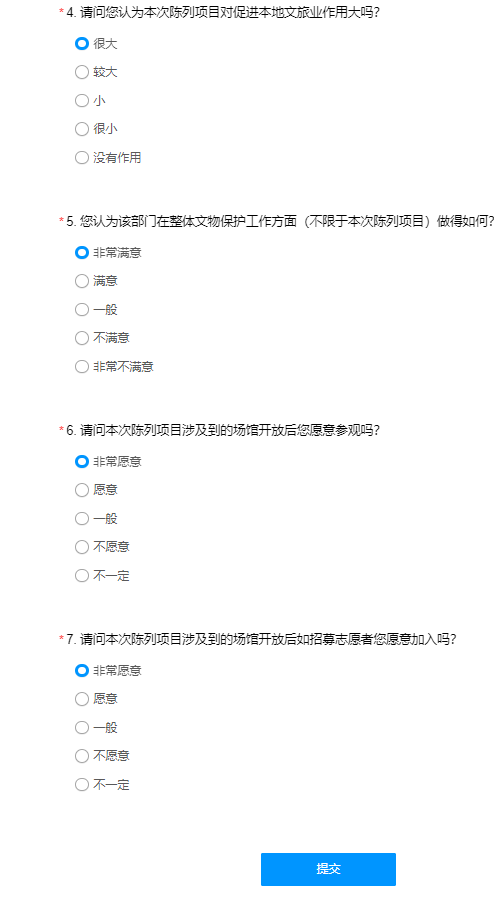 * 4. 请问您认为本次陈列项目对促进本地文旅业作用大吗?
很大
较大
小
很小
没有作用
* 5. 您认为该部门在整体文物保护工作方面（不限于本次陈列项目）做得如何?
非常满意
满意
一般
不满意
非常不满意
* 6. 请问本次陈列项目涉及到的场馆开放后您愿意参观吗?
非常愿意
愿意
一般
不愿意
不一定
* 7. 请问本次陈列项目涉及到的场馆开放后如招募志愿者您愿意加入吗?
非常愿意
愿意
一般
不愿意
不一定
提交